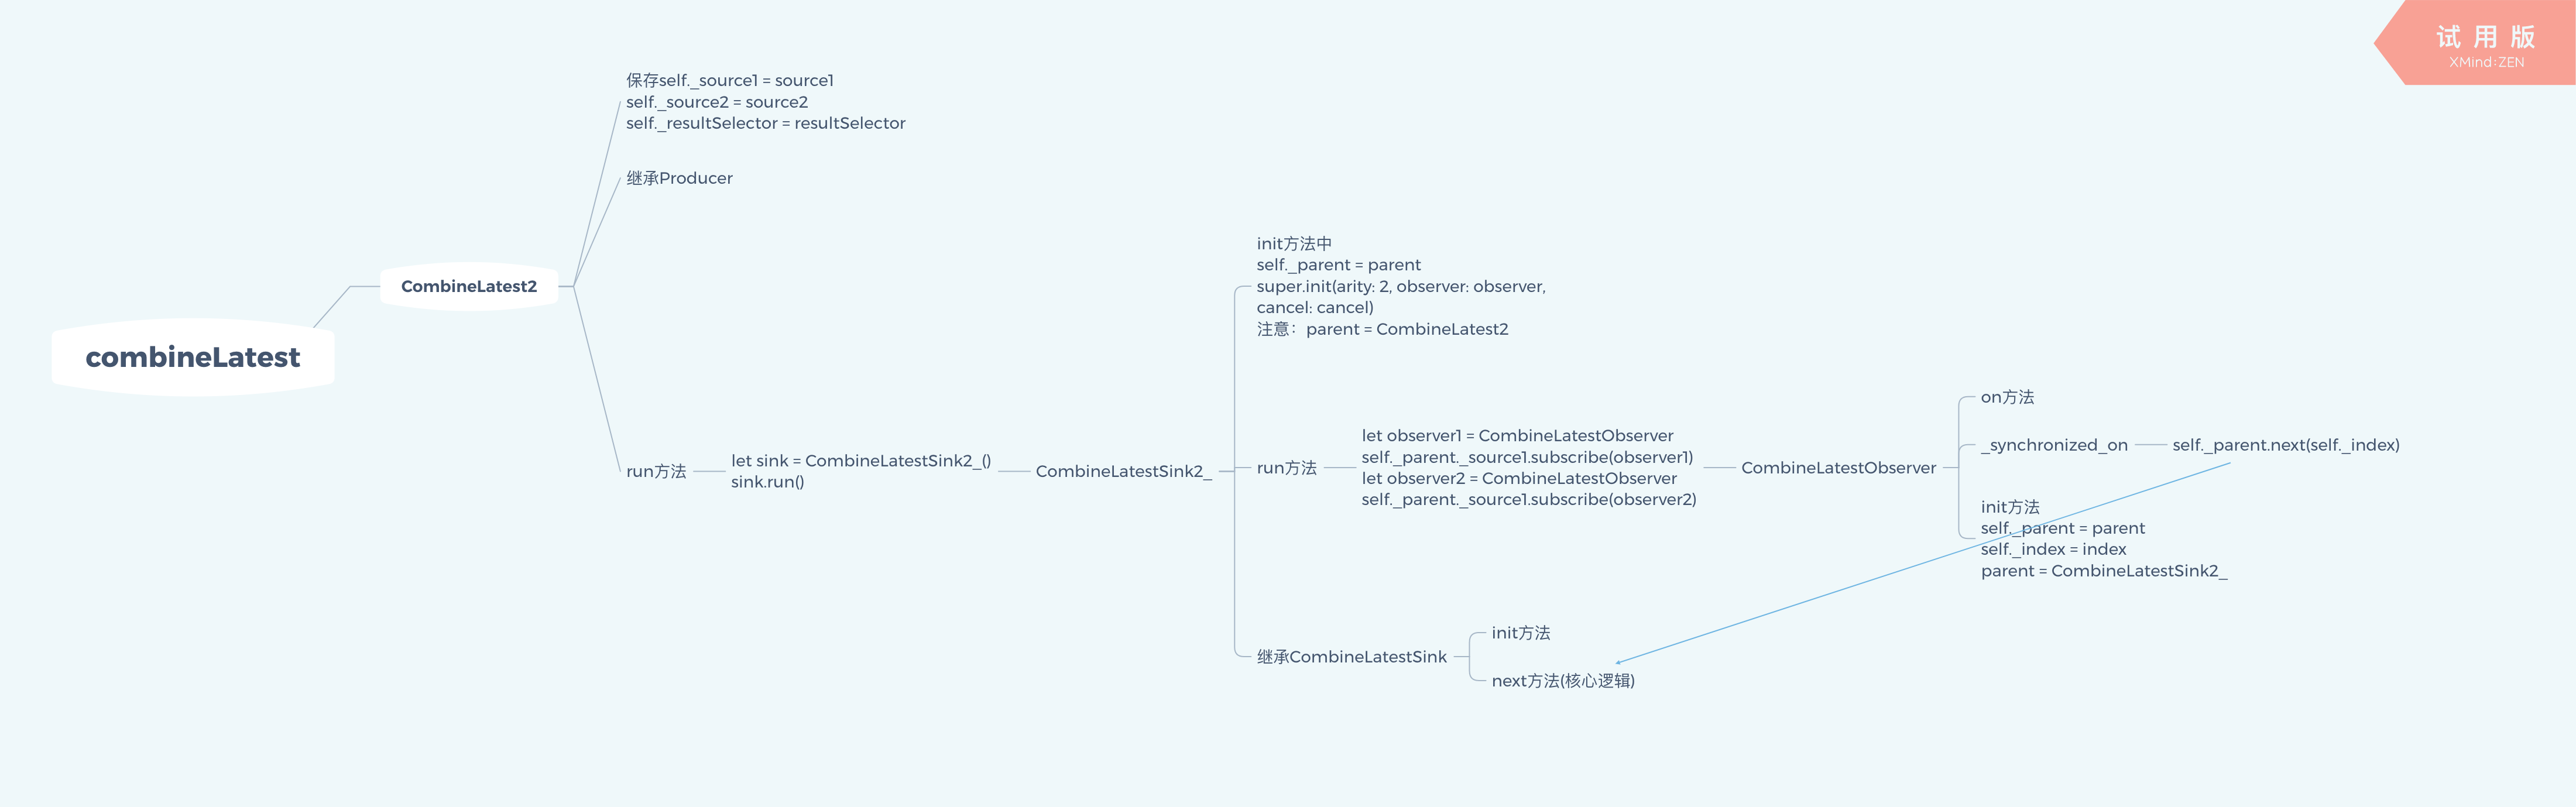 试用版
XMind:ZEN
combineLatest
CombineLatest2
保存self._source1 = source1
self._source2 = source2
self._resultSelector = resultSelector
继承Producer
run方法
let sink = CombineLatestSink2_()
sink.run()
CombineLatestSink2_
init方法中
self._parent = parent
super.init(arity: 2, observer: observer,
cancel: cancel)
注意：parent = CombineLatest2
run方法
let observer1 = CombineLatestObserver
self._parent._source1.subscribe(observer1)
let observer2 = CombineLatestObserver
self._parent._source1.subscribe(observer2)
CombineLatestObserver
on方法
_synchronized_on
self._parent.next(self._index)
init方法
self._parent = parent
self._index = index
parent = CombineLatestSink2_
继承CombineLatestSink
init方法
next方法(核心逻辑)